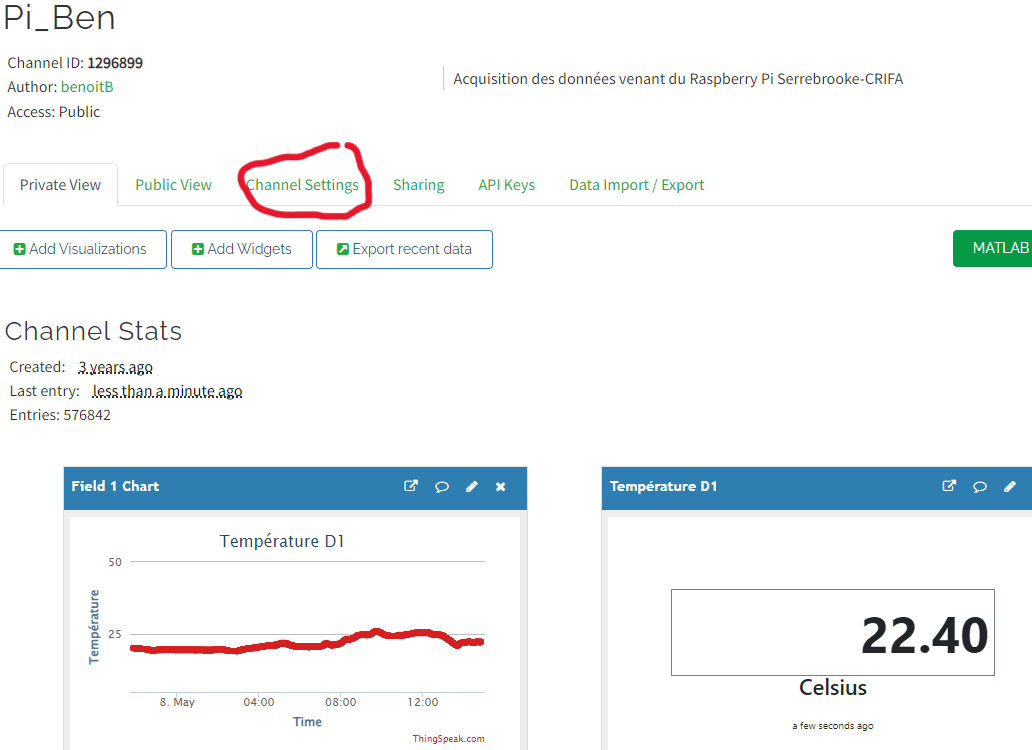 Pi_Ben
Channel ID: 1296899
Author: benoitB
Access: Public
Acquisition des données venant du Raspberry Pi Serrebrooke-CRIFA
Private View Public View Channel Settings Sharing API Keys Data Import / Export
Add Visualizations Add Widgets Export recent data MATLAB
Channel Stats
Created: 3 years ago
Last entry: less than a minute ago
Entries: 576842
Field 1 Chart
Température D1
50
25
Température
8. May 04:00 08:00 12:00
Time
ThingSpeak.com
Température D1
22.40
Celsius
a few seconds ago